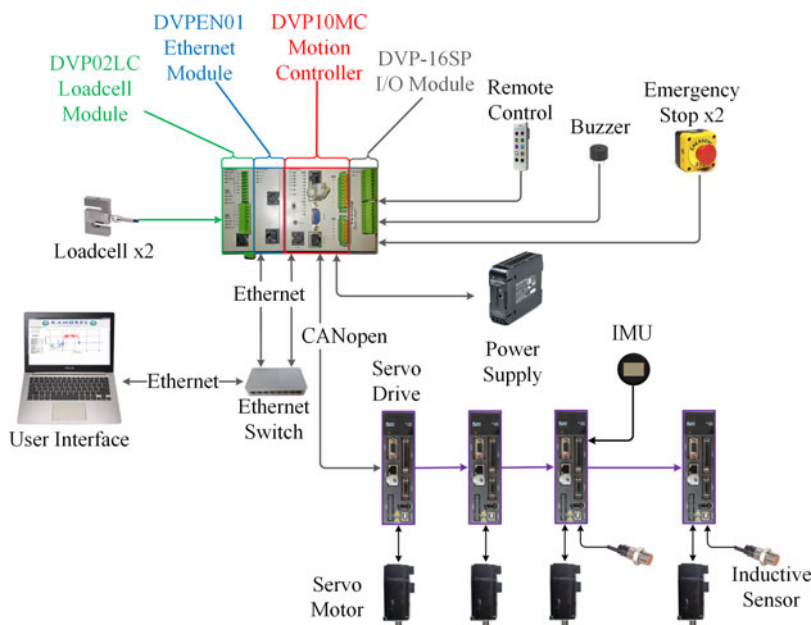 DVPEN01
Ethernet
Module
DVP10MC
Motion
Controller
DVP02LC
Loadcell
Module
DVP-16SP
I/O Module
Remote
Control
Buzzer
Emergency
Stop x2
Loadcell x2
Ethernet
CANopen
Ethernet
Ethernet
Switch
User Interface
Power
Supply
IMU
Servo
Drive
Servo
Motor
Inductive
Sensor